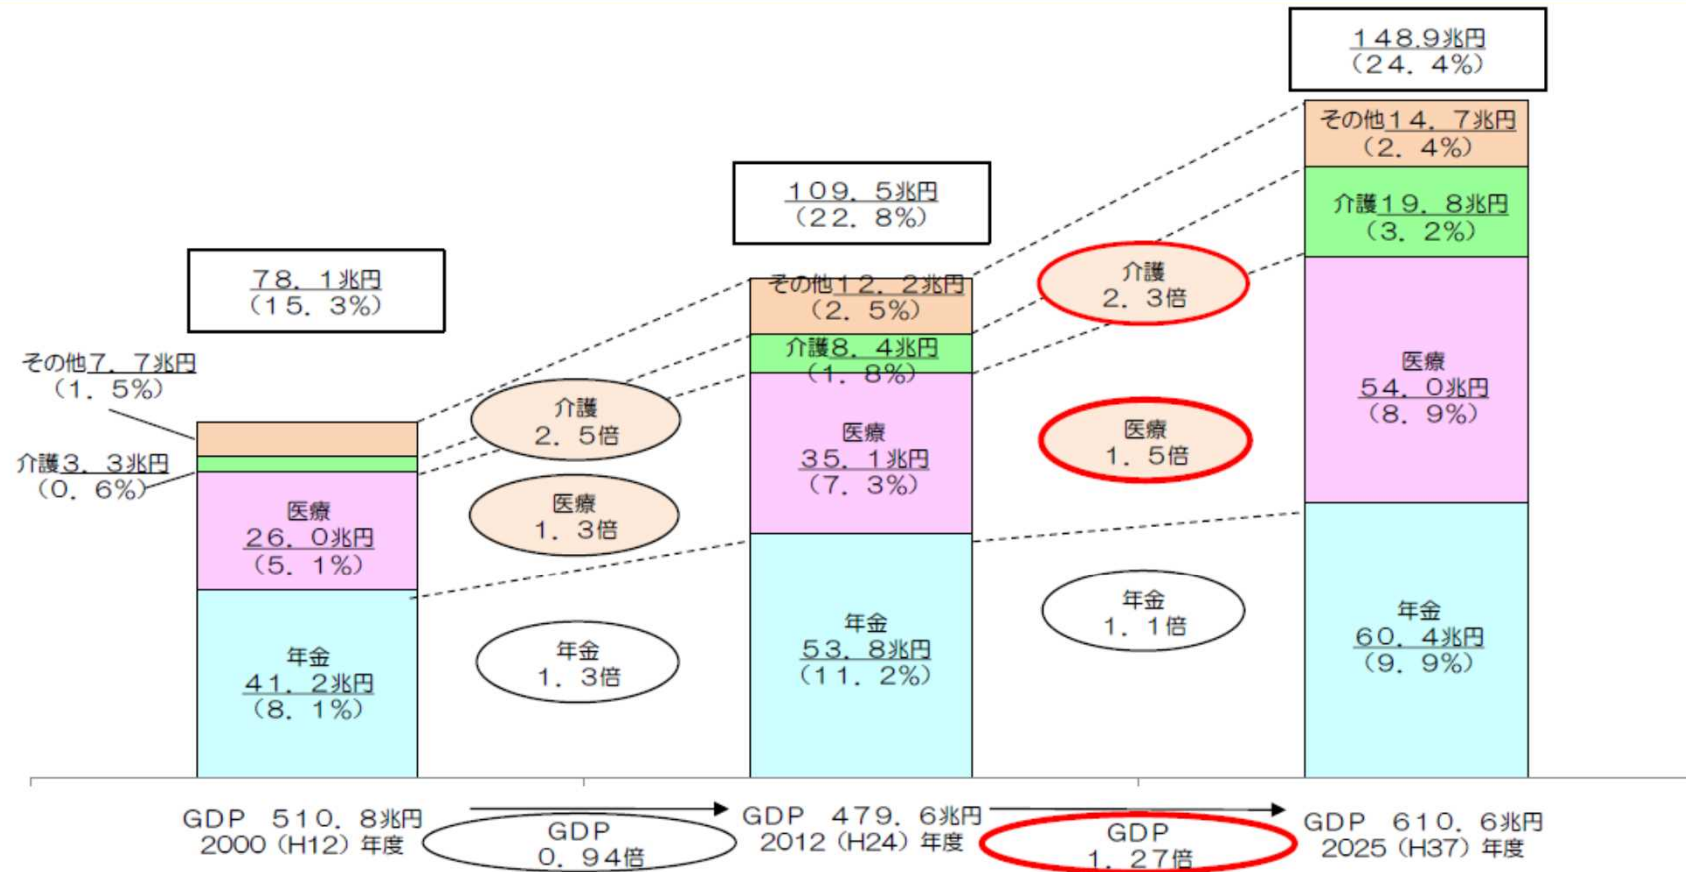 148.9兆円
（24．4％）
その他14．7兆円
（2．4％）
109．5兆円
（22．8％）
介護19．8兆円
（3．2％）
78．1兆円
（15．3％）
介護
2．3倍
その他12．2兆円
（2．5％）
介護8．4兆円
（1．8％）
その他7．7兆円
（1．5％）
医療
54．0兆円
（8．9％）
介護
2．5倍
医療
35．1兆円
（7．3％）
医療
1．5倍
介護3．3兆円
（0．6％）
医療
26．0兆円
（5．1％）
医療
1．3倍
年金
41．2兆円
（8．1％）
年金
1．3倍
年金
53．8兆円
（11．2％）
年金
1．1倍
年金
60．4兆円
（9．9％）
GDP　510．8兆円
2000（H12）年度
GDP
0．94倍
GDP　479．6兆円
2012（H24）年度
GDP
1．27倍
GDP　610．6兆円
2025（H37）年度